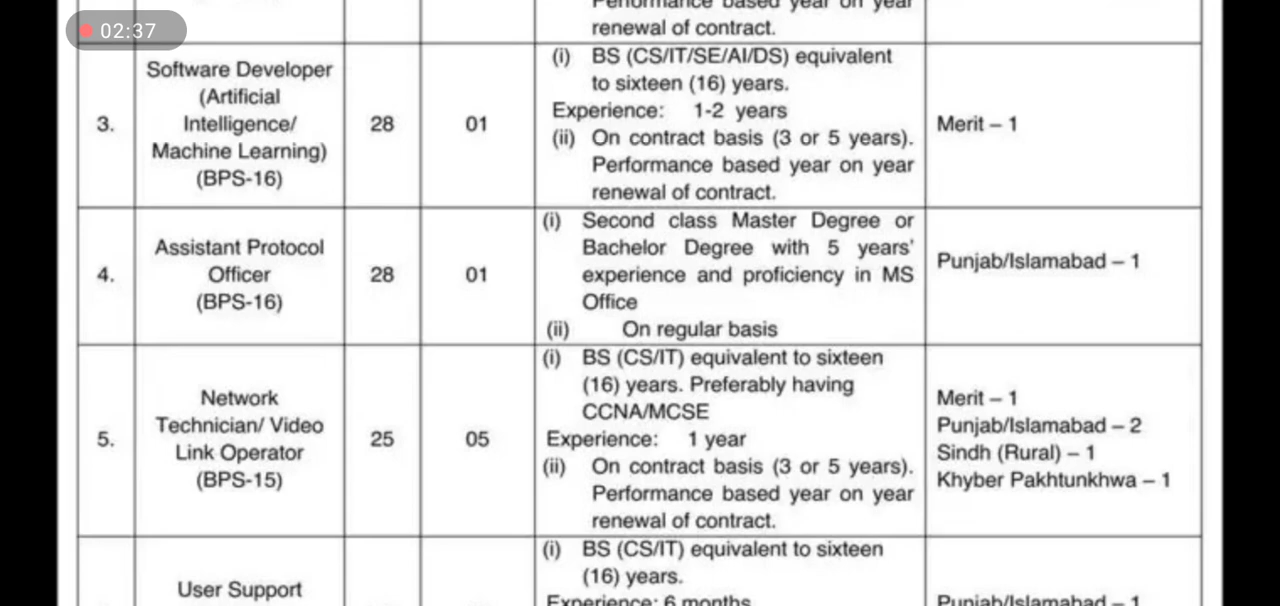 02:37
Performance based year on year
renewal of contract.
3.
Software Developer
(Artificial
Intelligence/
Machine Learning)
(BPS-16)
28
01
(i) BS (CS/IT/SE/AI/DS) equivalent
to sixteen (16) years.
Experience: 1-2 years
(ii) On contract basis (3 or 5 years).
Performance based year on year
renewal of contract.
Merit – 1
4.
Assistant Protocol
Officer
(BPS-16)
28
01
(i) Second class Master Degree or
Bachelor Degree with 5 years'
experience and proficiency in MS
Office
(ii) On regular basis
Punjab/Islamabad – 1
5.
Network
Technician/ Video
Link Operator
(BPS-15)
25
05
(i) BS (CS/IT) equivalent to sixteen
(16) years. Preferably having
CCNA/MCSE
Experience: 1 year
(ii) On contract basis (3 or 5 years).
Performance based year on year
renewal of contract.
Merit – 1
Punjab/Islamabad – 2
Sindh (Rural) – 1
Khyber Pakhtunkhwa – 1
User Support
(i) BS (CS/IT) equivalent to sixteen
(16) years.
Experience: 6 months
Punjab/Islamabad – 1